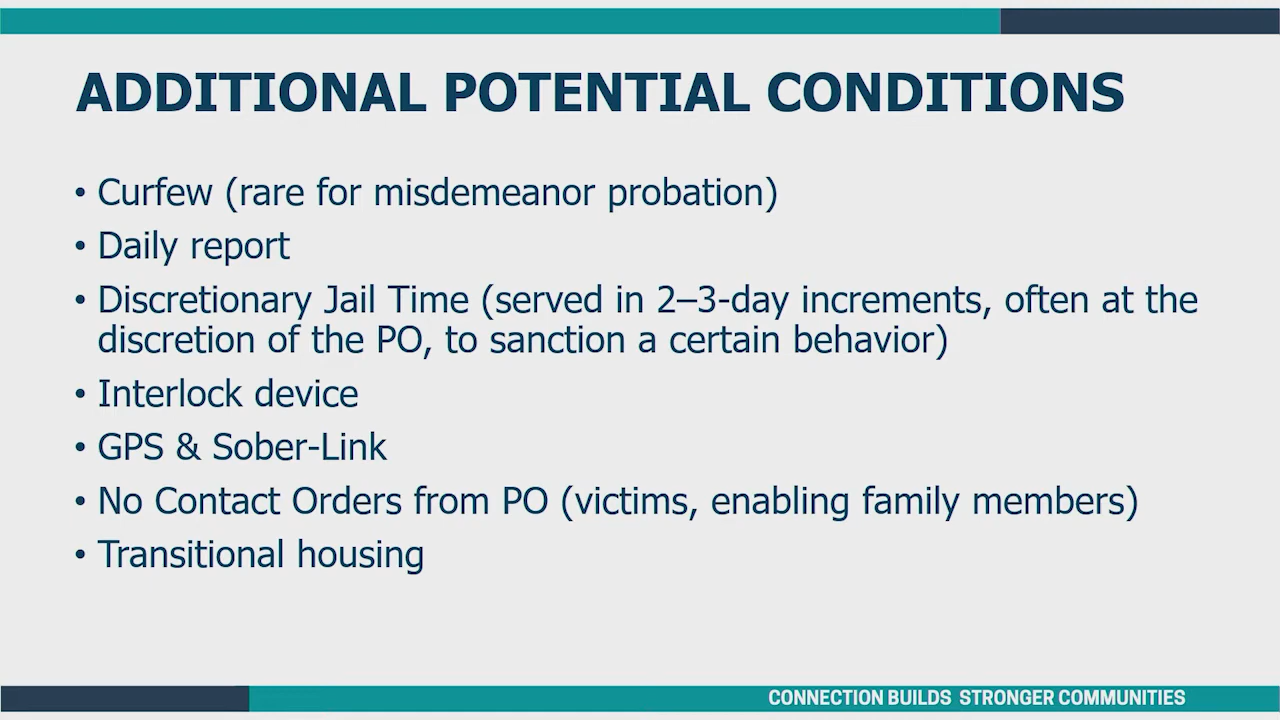 ADDITIONAL POTENTIAL CONDITIONS
• Curfew (rare for misdemeanor probation)
• Daily report
• Discretionary Jail Time (served in 2–3-day increments, often at the
discretion of the PO, to sanction a certain behavior)
• Interlock device
• GPS & Sober-Link
• No Contact Orders from PO (victims, enabling family members)
• Transitional housing
CONNECTION BUILDS STRONGER COMMUNITIES